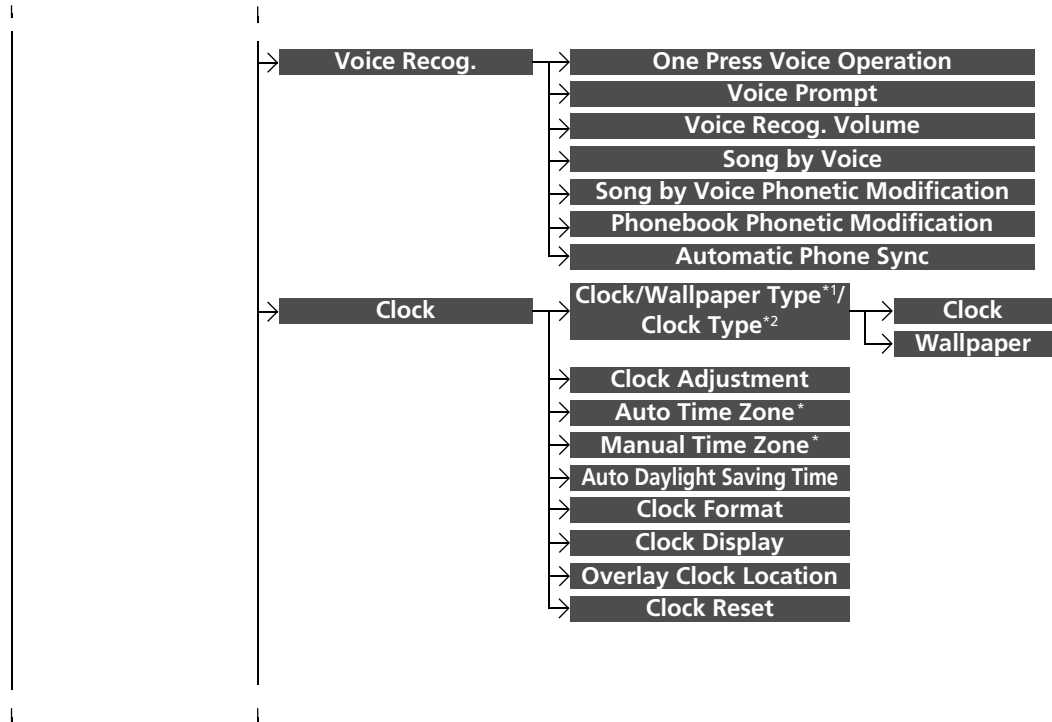 Voice Recog.
One Press Voice Operation
Voice Prompt
Voice Recog. Volume
Song by Voice
Song by Voice Phonetic Modification
Phonebook Phonetic Modification
Automatic Phone Sync
Clock
Clock/Wallpaper Type*1/
Clock Type*2
Clock
Wallpaper
Clock Adjustment
Auto Time Zone*
Manual Time Zone*
Auto Daylight Saving Time
Clock Format
Clock Display
Overlay Clock Location
Clock Reset